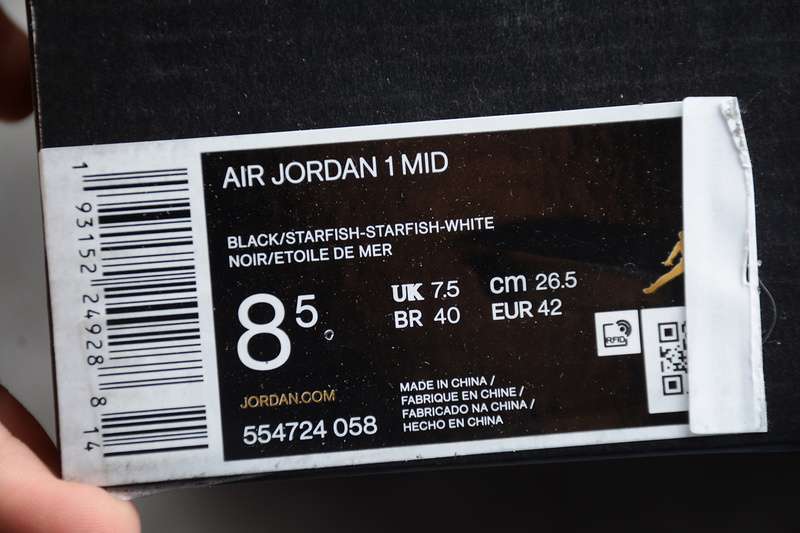 AIR JORDAN 1 MID
BLACK/STARFISH-STARFISH-WHITE
NOIR/ETOILE DE MER
8 5
UK 7.5 cm 26.5
BR 40 EUR 42
RFID
JORDAN.COM
554724 058
MADE IN CHINA /
FABRIQUE EN CHINE /
FABRICADO NA CHINA /
HECHO EN CHINA
1 93152 24928 8 14